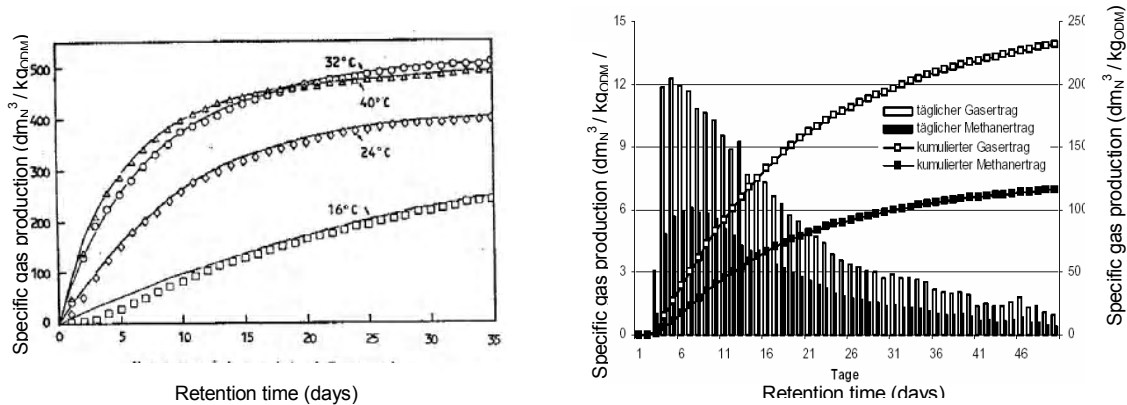 Specific gas production (dm_N^3 / kg_ODM)
500
400
300
200
100
0
32°C
40°C
24°C
16°C
0 5 10 15 20 25 30 35
Retention time (days)
Specific gas production (dm_N^3 / kg_ODM /
15
12
9
6
3
0
täglicher Gasertrag
täglicher Methanertrag
kumulierter Gasertrag
kumulierter Methanertrag
250
200
150
100
50
0
Specific gas production (dm_N^3 / kg_ODM)
1 6 11 16 21 26 31 36 41 46
Tage
Retention time (days)